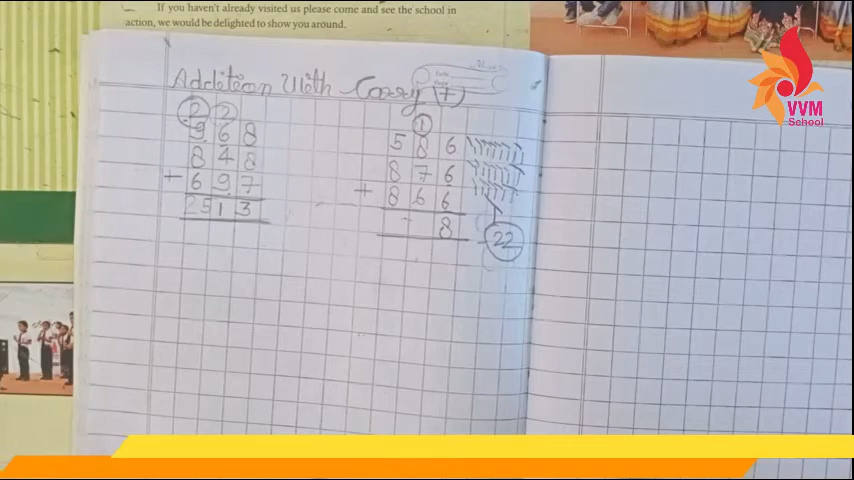 If you haven't already visited us please come and see the school in
action, we would be delighted to show you around.
VVM
School
Addition With Carry (7)
2 2
9 6 8
8 4 8
+ 6 9 7
2 5 1 3
1
5 8 6
8 7 6
+ 8 6 6
8
22